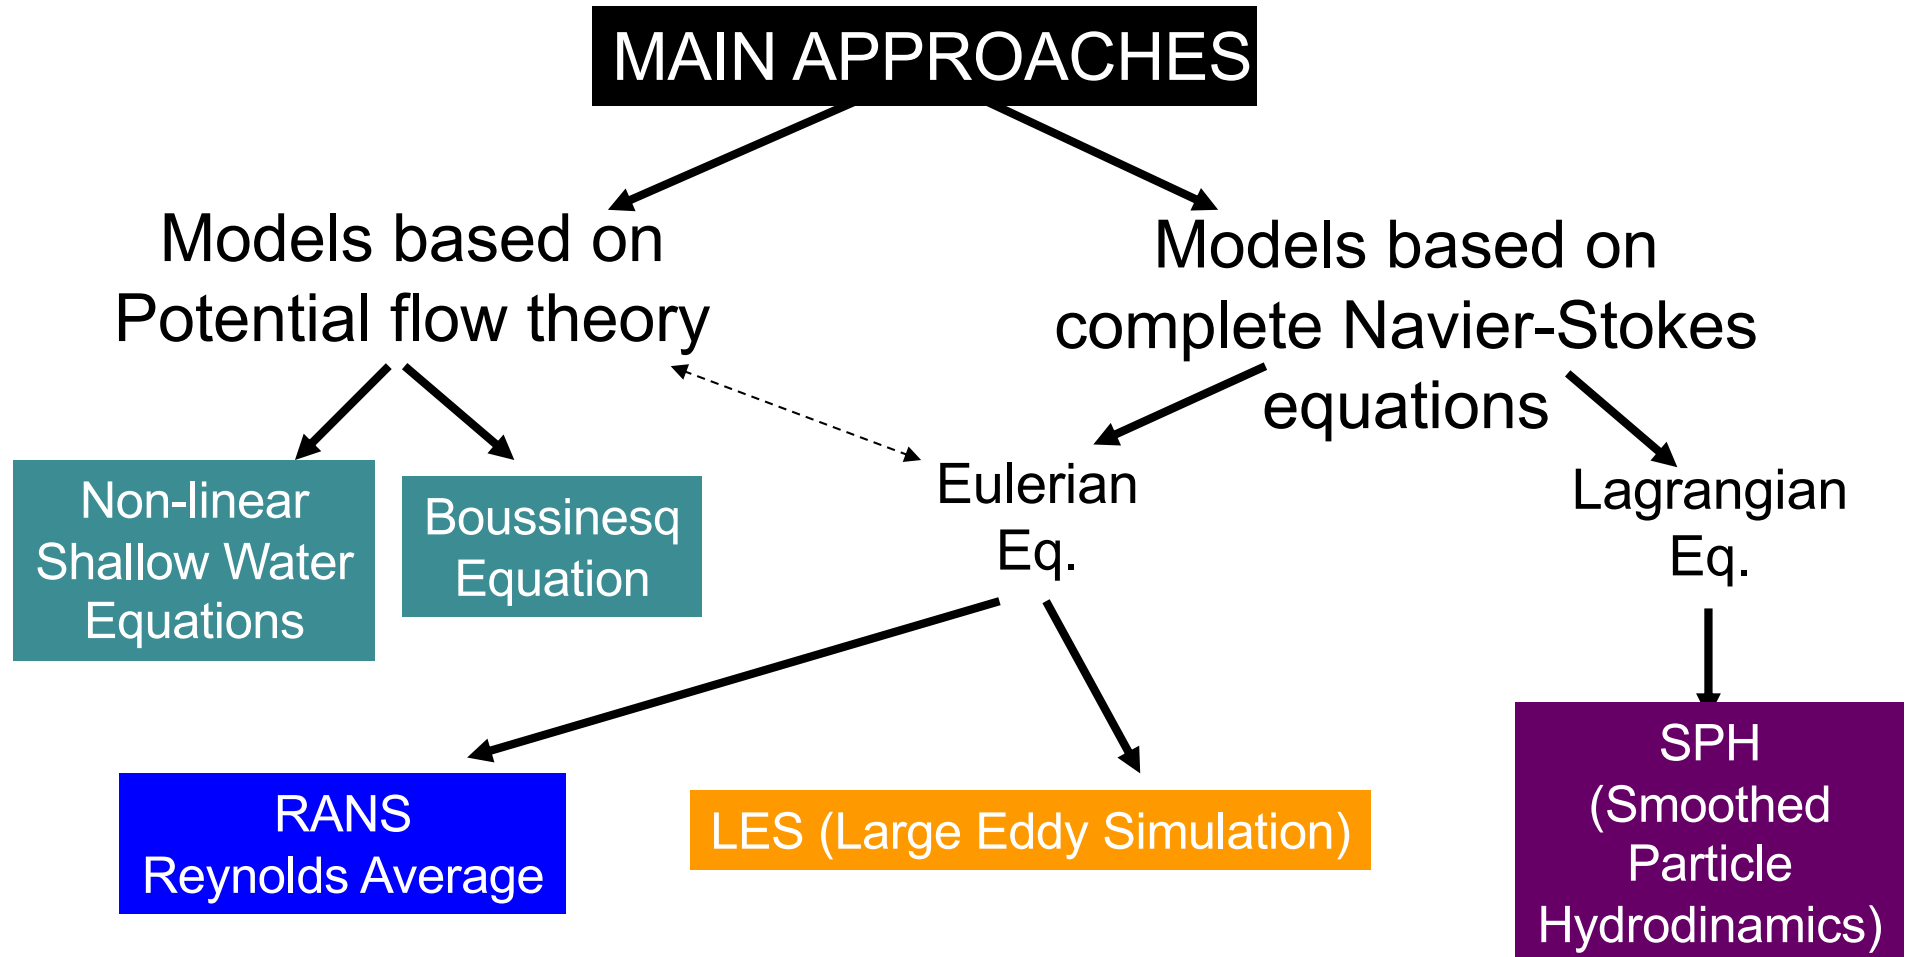 MAIN APPROACHES
Models based on
Potential flow theory
Models based on
complete Navier-Stokes
equations
Non-linear
Shallow Water
Equations
Boussinesq
Equation
Eulerian
Eq.
Lagrangian
Eq.
RANS
Reynolds Average
LES (Large Eddy Simulation)
SPH
(Smoothed
Particle
Hydrodinamics)